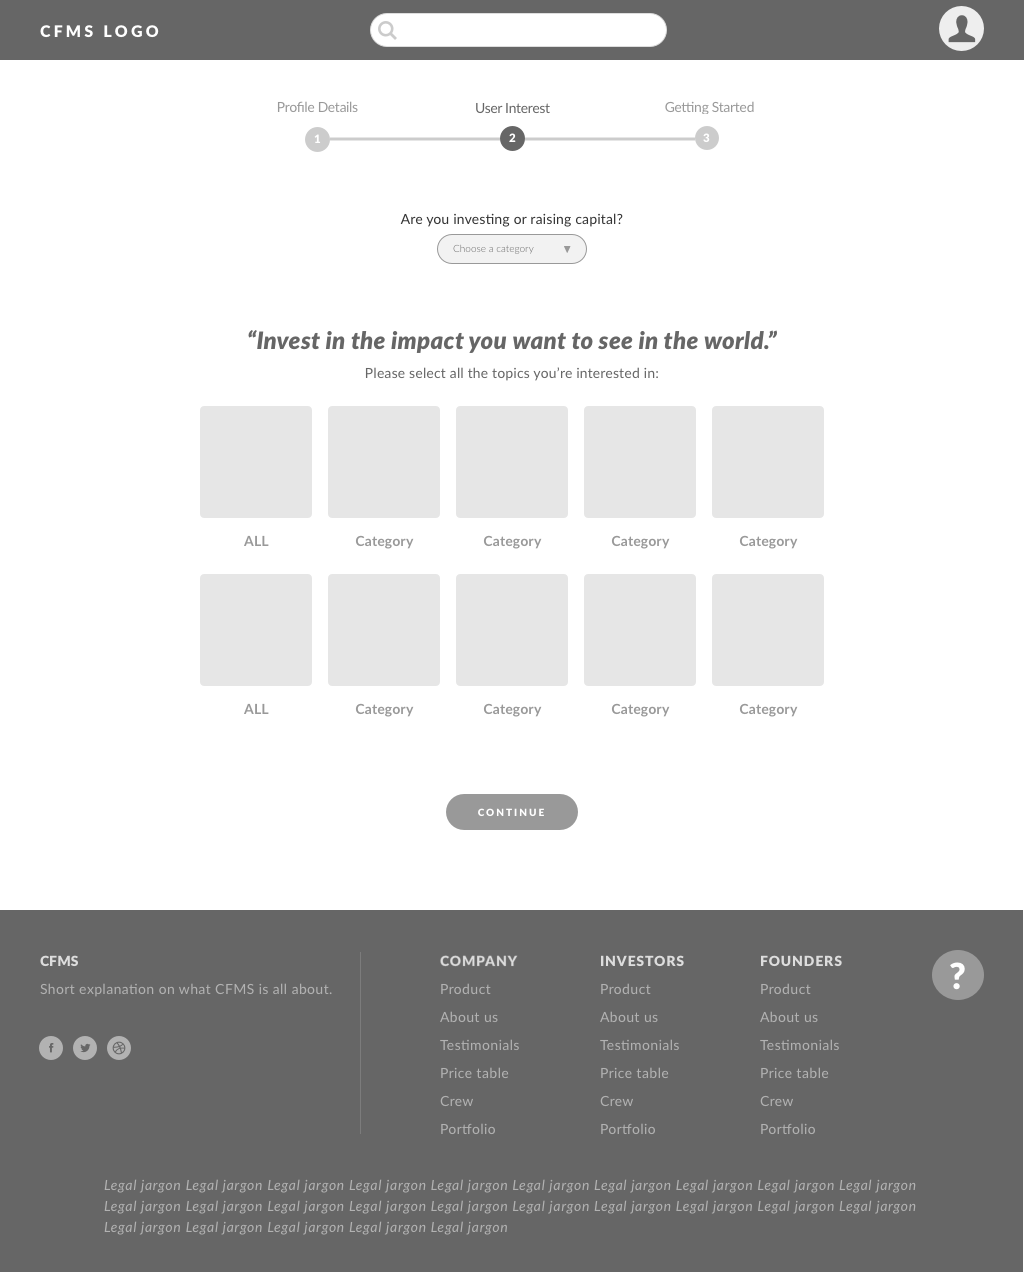 CFMS LOGO
Profile Details User Interest Getting Started
1 2 3
Are you investing or raising capital?
Choose a category ▼
“Invest in the impact you want to see in the world.”
Please select all the topics you’re interested in:
ALL Category Category Category Category
ALL Category Category Category Category
CONTINUE
CFMS COMPANY INVESTORS FOUNDERS ?
Short explanation on what CFMS is all about. Product Product Product
About us About us About us
Testimonials Testimonials Testimonials
Price table Price table Price table
Crew Crew Crew
Portfolio Portfolio Portfolio
Legal jargon Legal jargon Legal jargon Legal jargon Legal jargon Legal jargon Legal jargon Legal jargon Legal jargon Legal jargon
Legal jargon Legal jargon Legal jargon Legal jargon Legal jargon Legal jargon Legal jargon Legal jargon Legal jargon Legal jargon
Legal jargon Legal jargon Legal jargon Legal jargon Legal jargon